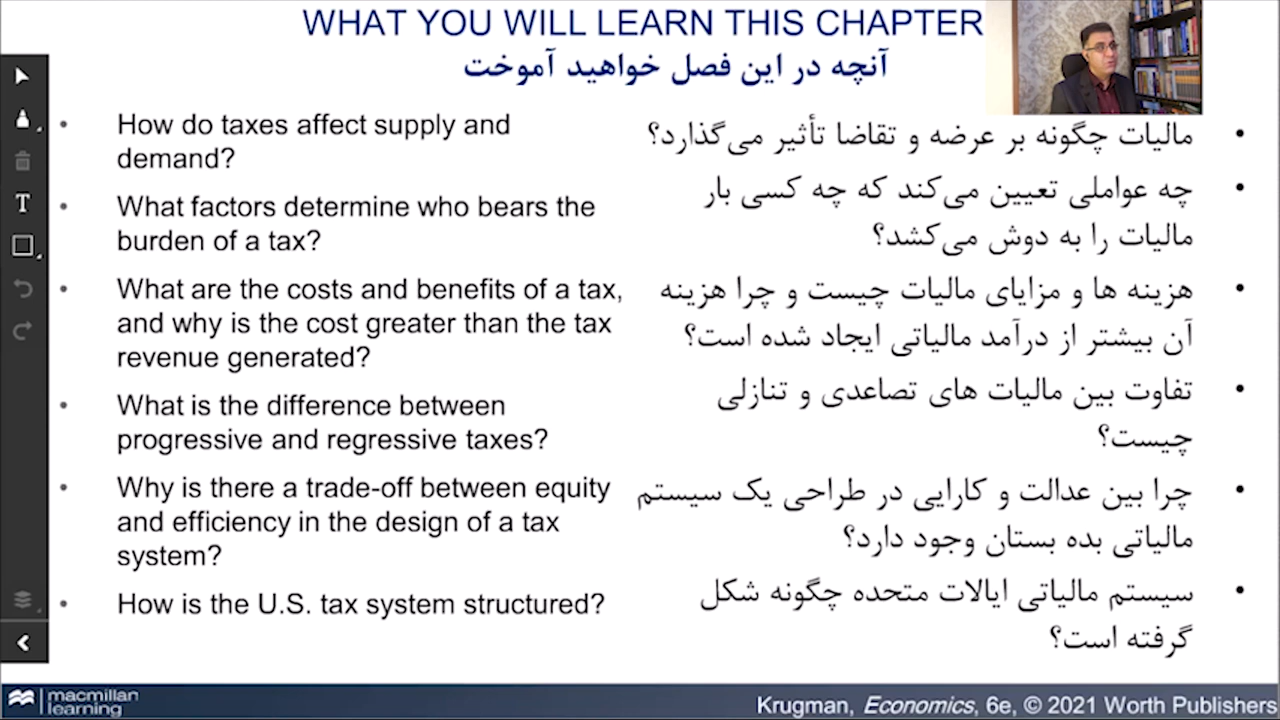 WHAT YOU WILL LEARN THIS CHAPTER
آنچه در این فصل خواهید آموخت
• How do taxes affect supply and
demand?
• What factors determine who bears the
burden of a tax?
• What are the costs and benefits of a tax,
and why is the cost greater than the tax
revenue generated?
• What is the difference between
progressive and regressive taxes?
• Why is there a trade-off between equity
and efficiency in the design of a tax
system?
• How is the U.S. tax system structured?
• مالیات چگونه بر عرضه و تقاضا تأثیر می‌گذارد؟
• چه عواملی تعیین می‌کند که چه کسی بار
مالیات را به دوش می‌کشد؟
• هزینه ها و مزایای مالیات چیست و چرا هزینه
آن بیشتر از درآمد مالیاتی ایجاد شده است؟
• تفاوت بین مالیات های تصاعدی و تنازلی
چیست؟
• چرا بین عدالت و کارایی در طراحی یک سیستم
مالیاتی بده بستان وجود دارد؟
• سیستم مالیاتی ایالات متحده چگونه شکل
گرفته است؟
T
macmillan
learning
Krugman, Economics, 6e, © 2021 Worth Publishers